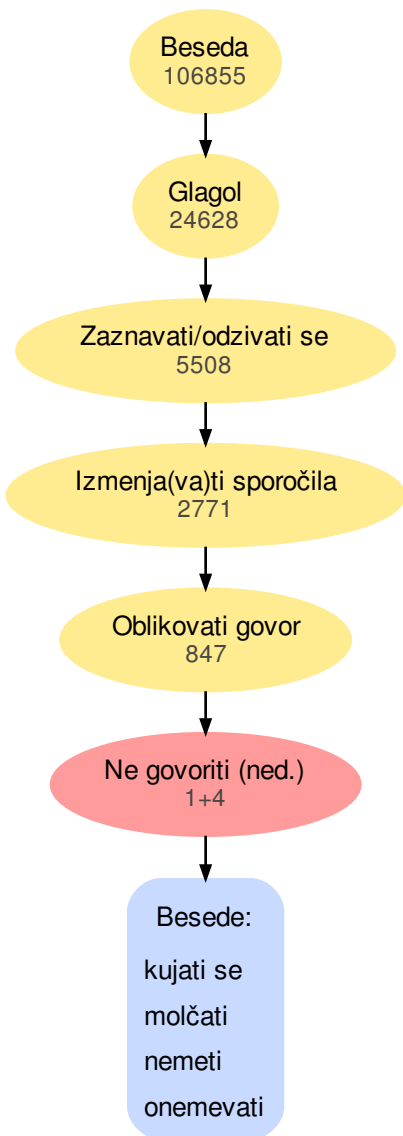 Beseda
106855
Glagol
24628
Zaznavati/odzivati se
5508
Izmenja(va)ti sporočila
2771
Oblikovati govor
847
Ne govoriti (ned.)
1+4
Besede:
kujati se
molčati
nemeti
onemevati